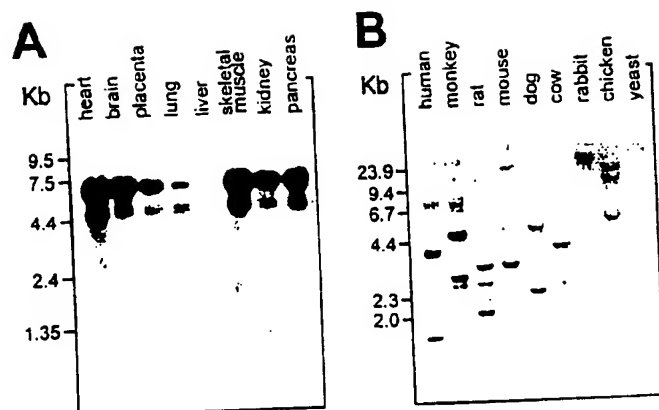 A
Kb
heart
brain
placenta
lung
liver
skeletal
muscle
kidney
pancreas
9.5
7.5
4.4
2.4
1.35
B
Kb
human
monkey
rat
mouse
dog
cow
rabbit
chicken
yeast
23.9
9.4
6.7
4.4
2.3
2.0